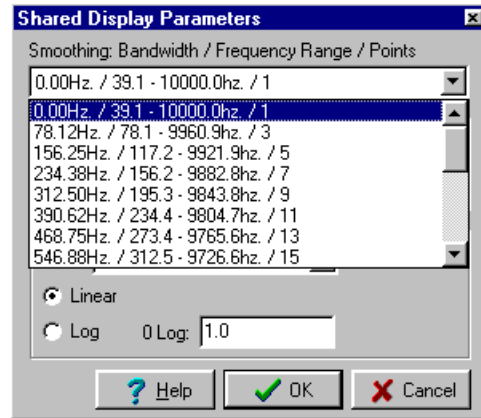 Shared Display Parameters
Smoothing: Bandwidth / Frequency Range / Points
0.00Hz. / 39.1 - 10000.0hz. / 1
0.00Hz. / 39.1 - 10000.0hz. / 1
78.12Hz. / 78.1 - 9960.9hz. / 3
156.25Hz. / 117.2 - 9921.9hz. / 5
234.38Hz. / 156.2 - 9882.8hz. / 7
312.50Hz. / 195.3 - 9843.8hz. / 9
390.62Hz. / 234.4 - 9804.7hz. / 11
468.75Hz. / 273.4 - 9765.6hz. / 13
546.88Hz. / 312.5 - 9726.6hz. / 15
Linear
Log 0 Log: 1.0
Help OK Cancel